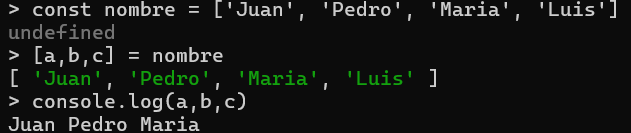 > const nombre = ['Juan', 'Pedro', 'Maria', 'Luis']
undefined
> [a,b,c] = nombre
[ 'Juan', 'Pedro', 'Maria', 'Luis' ]
> console.log(a,b,c)
Juan Pedro Maria